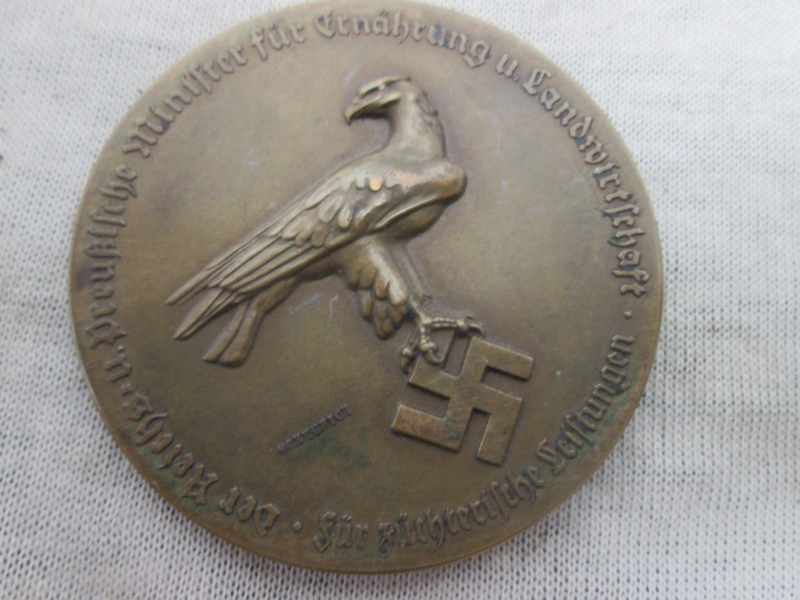 Der Reichs- u. Preußische Minister für Ernährung u. Landwirtschaft · Für züchterische Leistungen ·